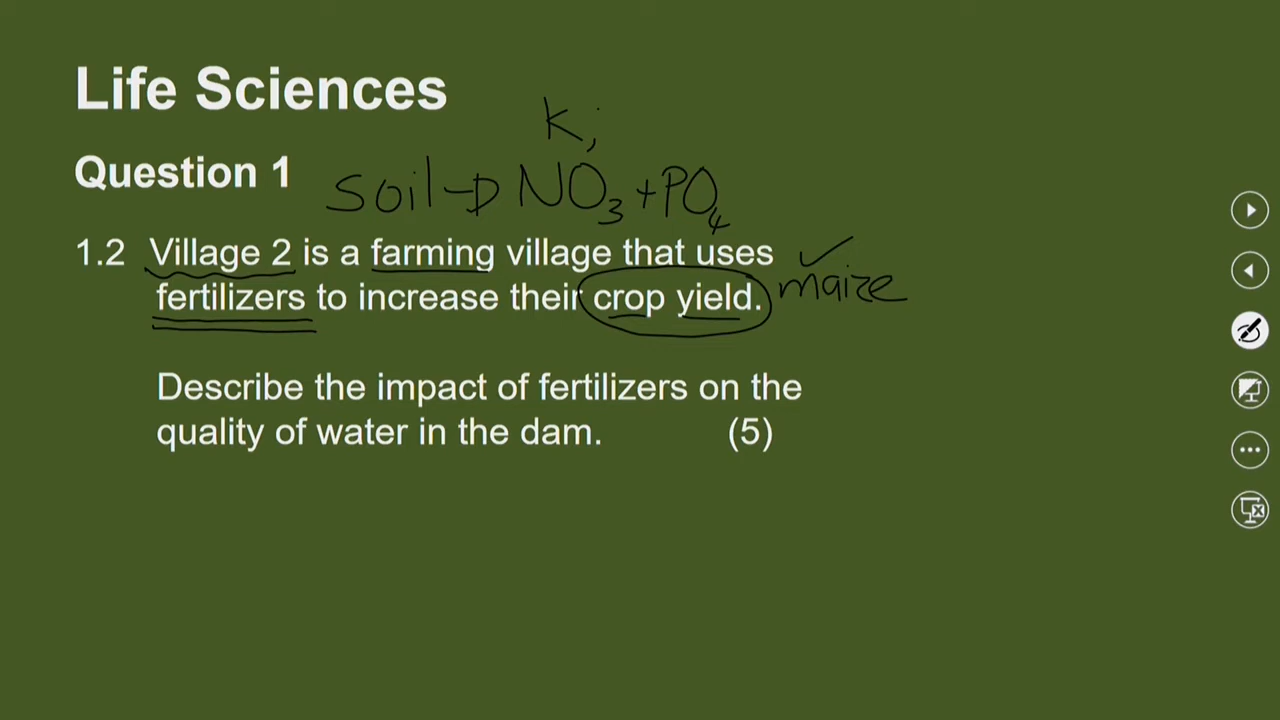 Life Sciences
K,
Question 1 soil → NO3 + PO4
1.2 Village 2 is a farming village that uses
fertilizers to increase their crop yield. maize
Describe the impact of fertilizers on the
quality of water in the dam. (5)